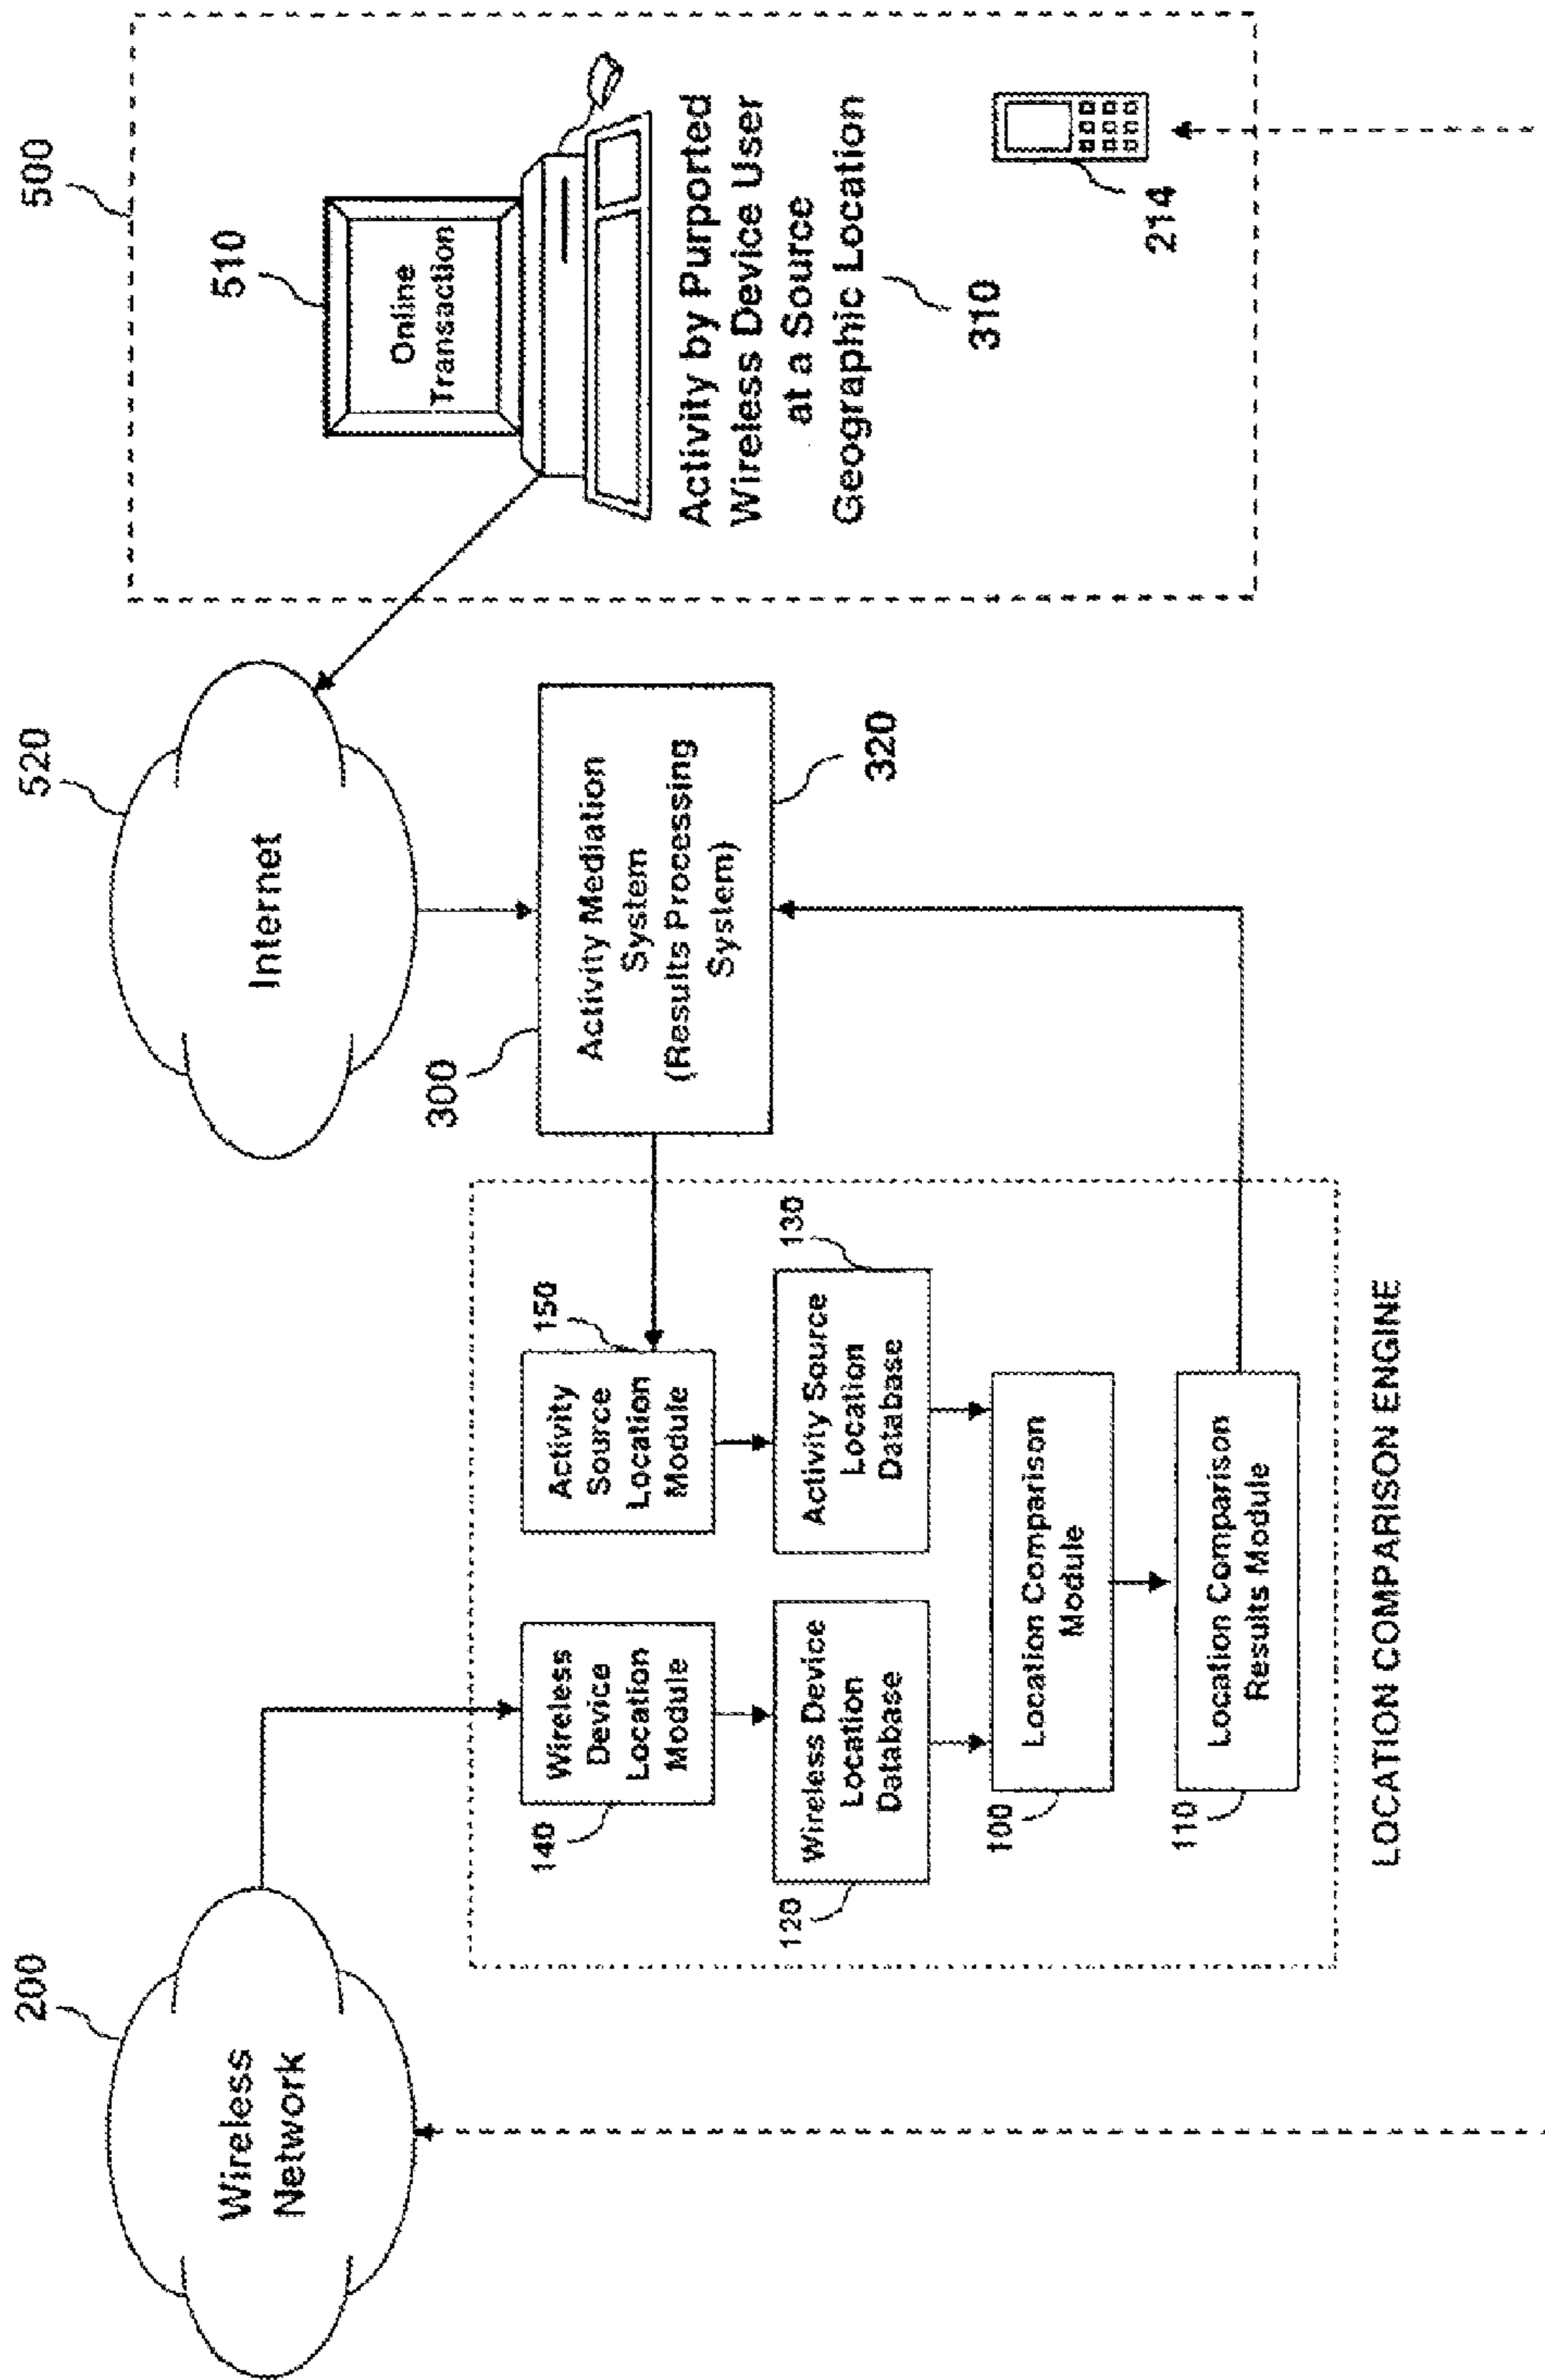 200
Wireless
Network
520
Internet
500
510
Online
Transaction
Activity by Purported
Wireless Device User
at a Source
Geographic Location
310
214
300
Activity Mediation
System
(Results Processing
System)
320
Wireless
Device
Location
Module
140
Activity
Source
Location
Module
150
Wireless Device
Location
Database
120
Activity Source
Location
Database
130
Location Comparison
Module
100
Location Comparison
Results Module
110
LOCATION COMPARISON ENGINE